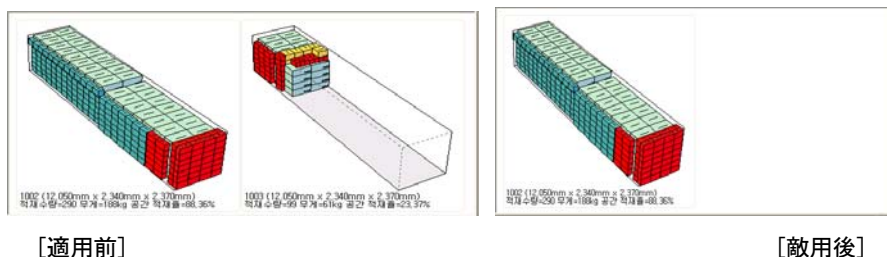 1002 (12,050mm x 2,340mm x 2,370mm)
적재수량=290 무게=188kg 공간 적재율=88,36%
1003 (12,050mm x 2,340mm x 2,370mm)
적재수량=99 무게=61kg 공간 적재율=23,37%
1002 (12,050mm x 2,340mm x 2,370mm)
적재수량=290 무게=188kg 공간 적재율=88,36%
[適用前]
[敵用後]